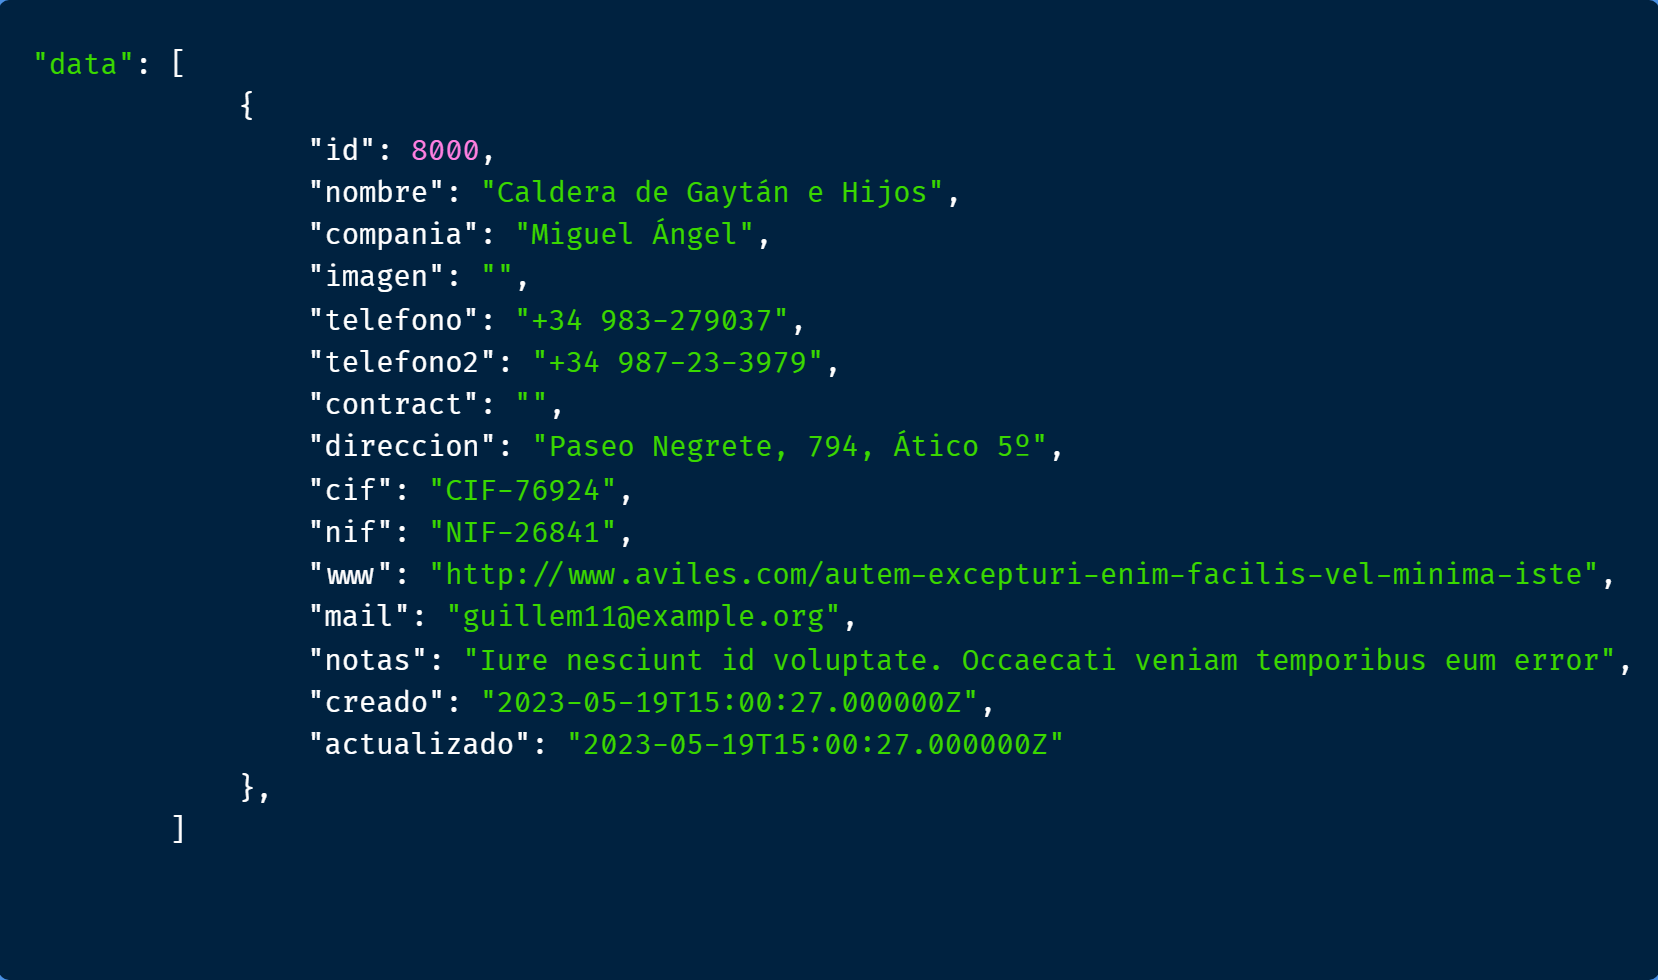 "data": [
{
"id": 8000,
"nombre": "Caldera de Gaytán e Hijos",
"compania": "Miguel Ángel",
"imagen": "",
"telefono": "+34 983-279037",
"telefono2": "+34 987-23-3979",
"contract": "",
"direccion": "Paseo Negrete, 794, Ático 5º",
"cif": "CIF-76924",
"nif": "NIF-26841",
"www": "http://www.aviles.com/autem-excepturi-enim-facilis-vel-minima-iste",
"mail": "guillem11@example.org",
"notas": "Iure nesciunt id voluptate. Occaecati veniam temporibus eum error",
"creado": "2023-05-19T15:00:27.000000Z",
"actualizado": "2023-05-19T15:00:27.000000Z"
},
]